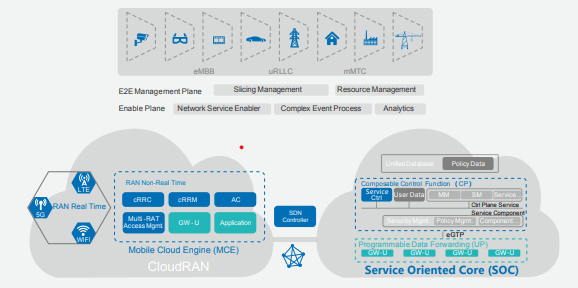 eMBB uRLLC mMTC
E2E Management Plane Slicing Management Resource Management
Enable Plane Network Service Enabler Complex Event Process Analytics
LTE
5G
WIFI
RAN Real Time
RAN Non-Real Time
cRRC cRRM AC
Multi-RAT
Access Mgmt
GW - U
Application
Mobile Cloud Engine (MCE)
CloudRAN
SDN
Controller
Unified Database Policy Data
Composable Control Function (CP)
Service
Ctrl
User Data MM SM Service...
Ctrl Plane Service
Service Component
Security Mgmt. Policy Mgmt. Component...
eGTP
Programmable Data Forwarding (UP)
GW-U GW-U GW-U GW-U
Service Oriented Core (SOC)